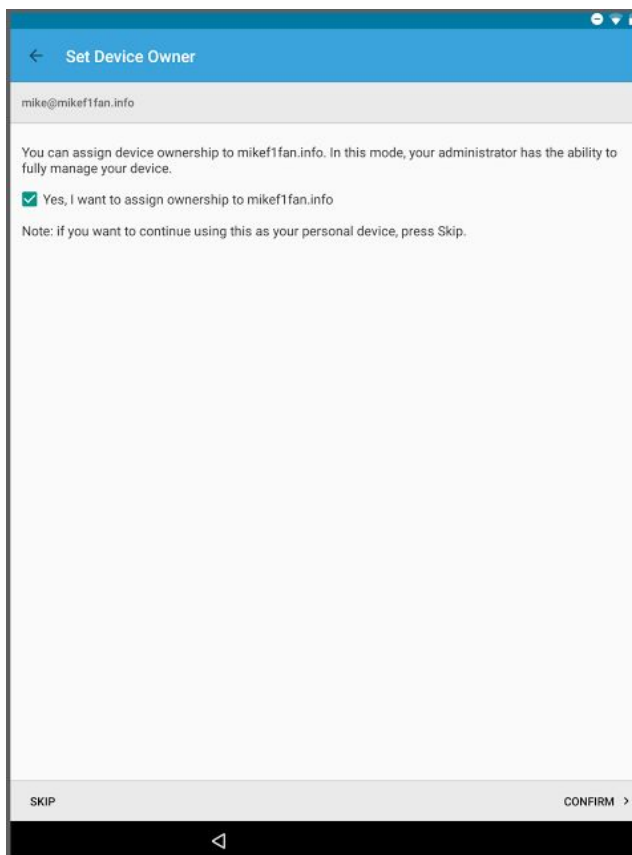 Set Device Owner
mike@mikef1fan.info
You can assign device ownership to mikef1fan.info. In this mode, your administrator has the ability to
fully manage your device.
Yes, I want to assign ownership to mikef1fan.info
Note: if you want to continue using this as your personal device, press Skip.
SKIP
CONFIRM